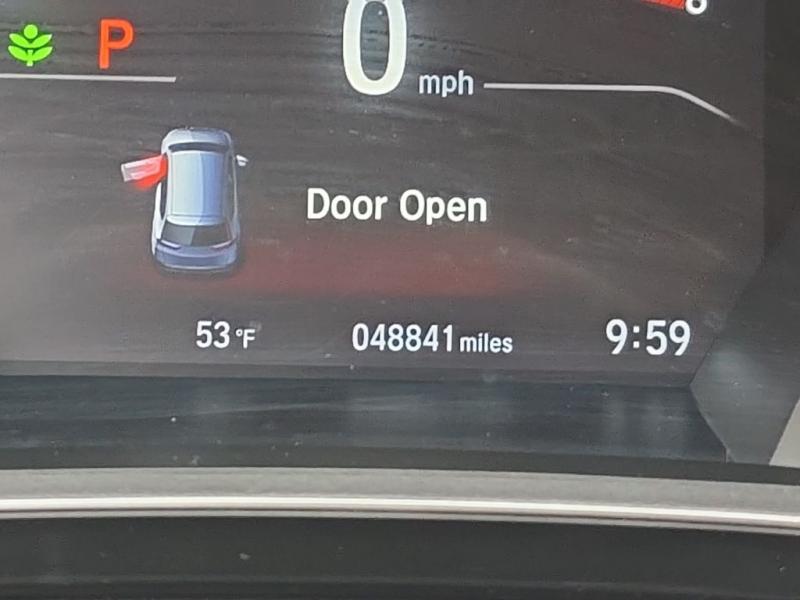 P
0 mph
Door Open
53 °F 048841 miles 9:59